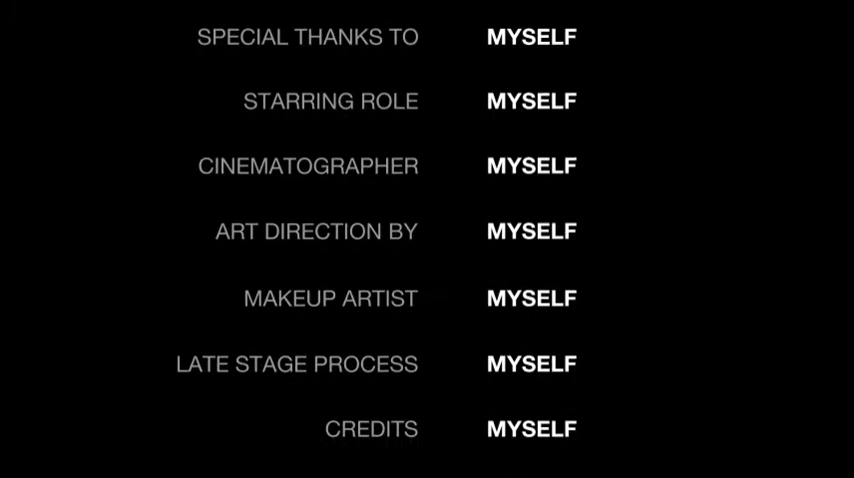 SPECIAL THANKS TO MYSELF
STARRING ROLE MYSELF
CINEMATOGRAPHER MYSELF
ART DIRECTION BY MYSELF
MAKEUP ARTIST MYSELF
LATE STAGE PROCESS MYSELF
CREDITS MYSELF